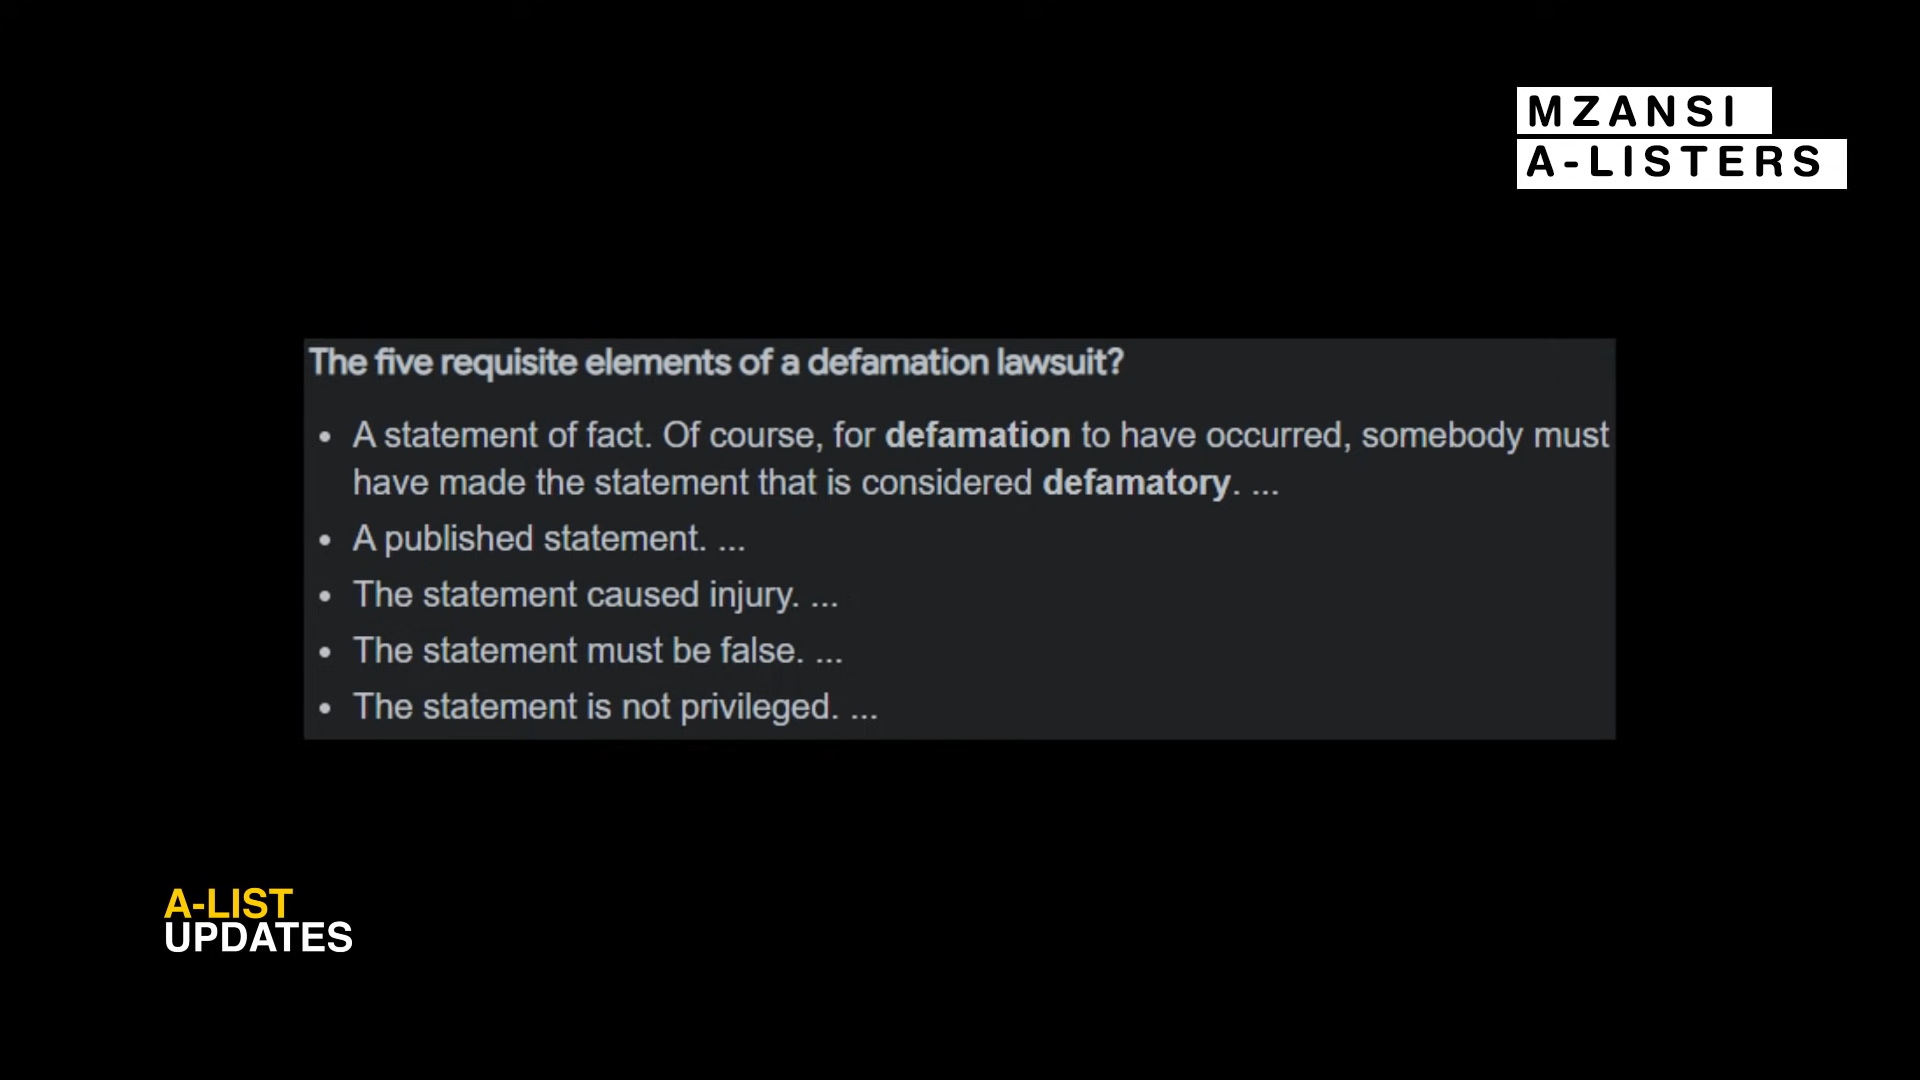 MZANSI
A-LISTERS
The five requisite elements of a defamation lawsuit?
• A statement of fact. Of course, for defamation to have occurred, somebody must
have made the statement that is considered defamatory. ...
• A published statement. ...
• The statement caused injury. ...
• The statement must be false. ...
• The statement is not privileged. ...
A-LIST
UPDATES